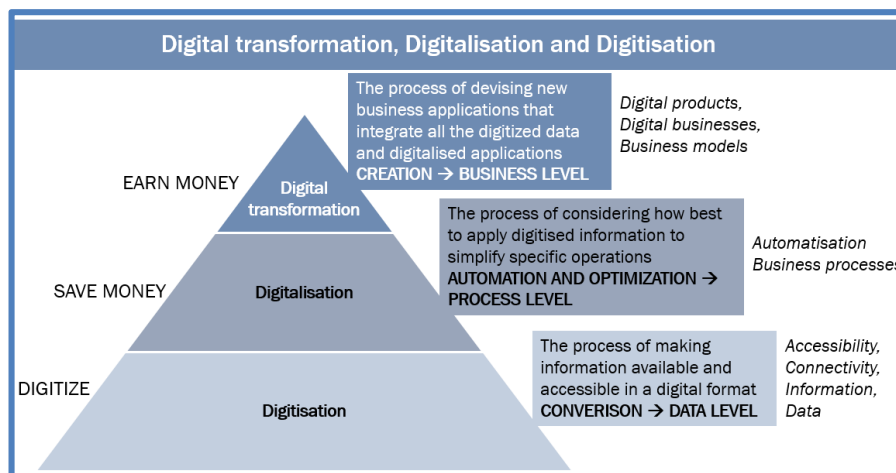 Digital transformation, Digitalisation and Digitisation
The process of devising new
business applications that
integrate all the digitized data
and digitalised applications
CREATION → BUSINESS LEVEL
Digital products,
Digital businesses,
Business models
EARN MONEY
Digital
transformation
The process of considering how best
to apply digitised information to
simplify specific operations
AUTOMATION AND OPTIMIZATION →
PROCESS LEVEL
Automatisation
Business processes
SAVE MONEY
Digitalisation
The process of making
information available and
accessible in a digital format
CONVERISON → DATA LEVEL
Accessibility,
Connectivity,
Information,
Data
DIGITIZE
Digitisation